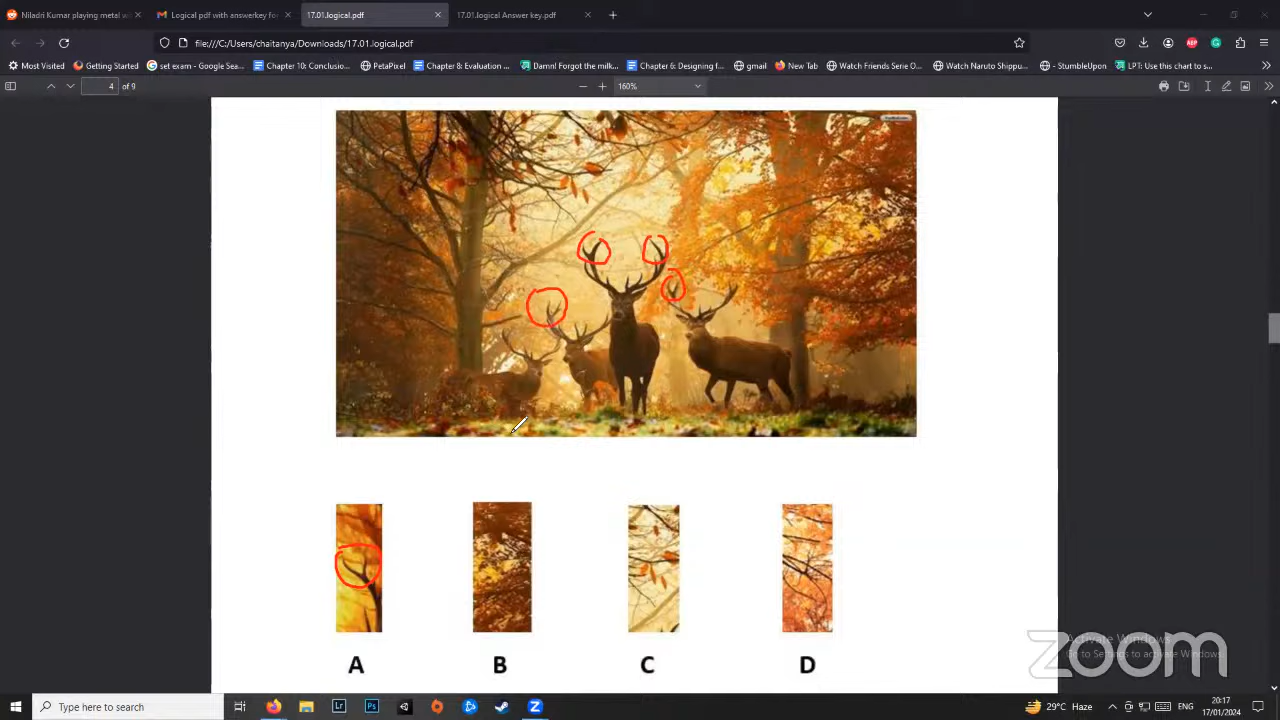 Niladri Kumar playing metal wi
Logical pdf with answerkey for
17.01.logical.pdf
17.01.logical Answer key.pdf
file:///C:/Users/chaitanya/Downloads/17.01.logical.pdf
Most Visited
Getting Started
set exam - Google Sea...
Chapter 10: Conclusio...
PetaPixel
Chapter & Evaluation ...
Damn! Forgot the milk...
Chapter 6: Designing f...
gmail
New Tab
Watch Friends Serie O...
Watch Naruto Shippu...
- StumbleUpon
LPT: Use this chart to s...
4 of 9
160%
A
B
C
D
Activate Windows
Go to Settings to activate Windows.
zoom
Type here to search
Lr
Ps
29°C Haze
ENG
20:17
17/01/2024